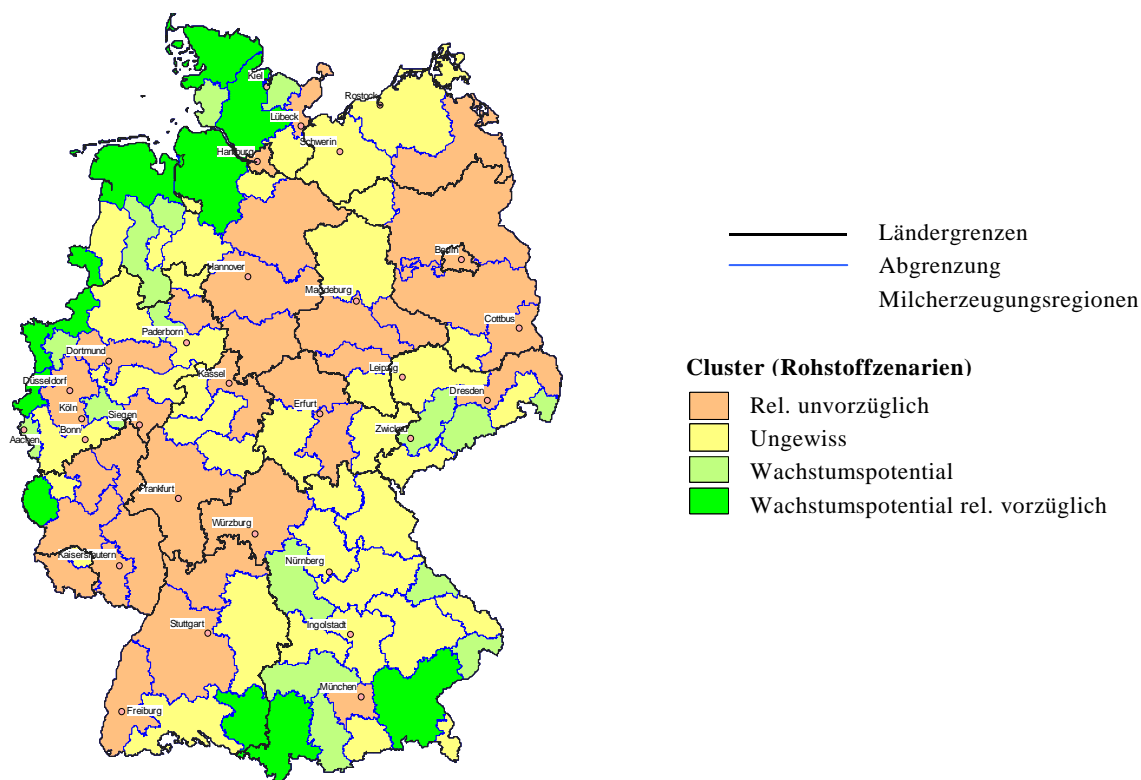 Kiel
Rostock
Lübeck
Schwerin
Hamburg
Berlin
Hannover
Magdeburg
Cottbus
Paderborn
Dortmund
Kassel
Leipzig
Düsseldorf
Dresden
Köln
Erfurt
Siegen
Zwickau
Aachen
Bonn
Frankfurt
Würzburg
Kaiserslautern
Nürnberg
Stuttgart
Ingolstadt
München
Freiburg
Ländergrenzen
Abgrenzung
Milcherzeugungsregionen
Cluster (Rohstoffzenarien)
Rel. unvorzüglich
Ungewiss
Wachstumspotential
Wachstumspotential rel. vorzüglich